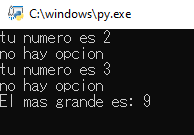 C:\windows\py.exe
tu numero es 2
no hay opcion
tu numero es 3
no hay opcion
El mas grande es: 9